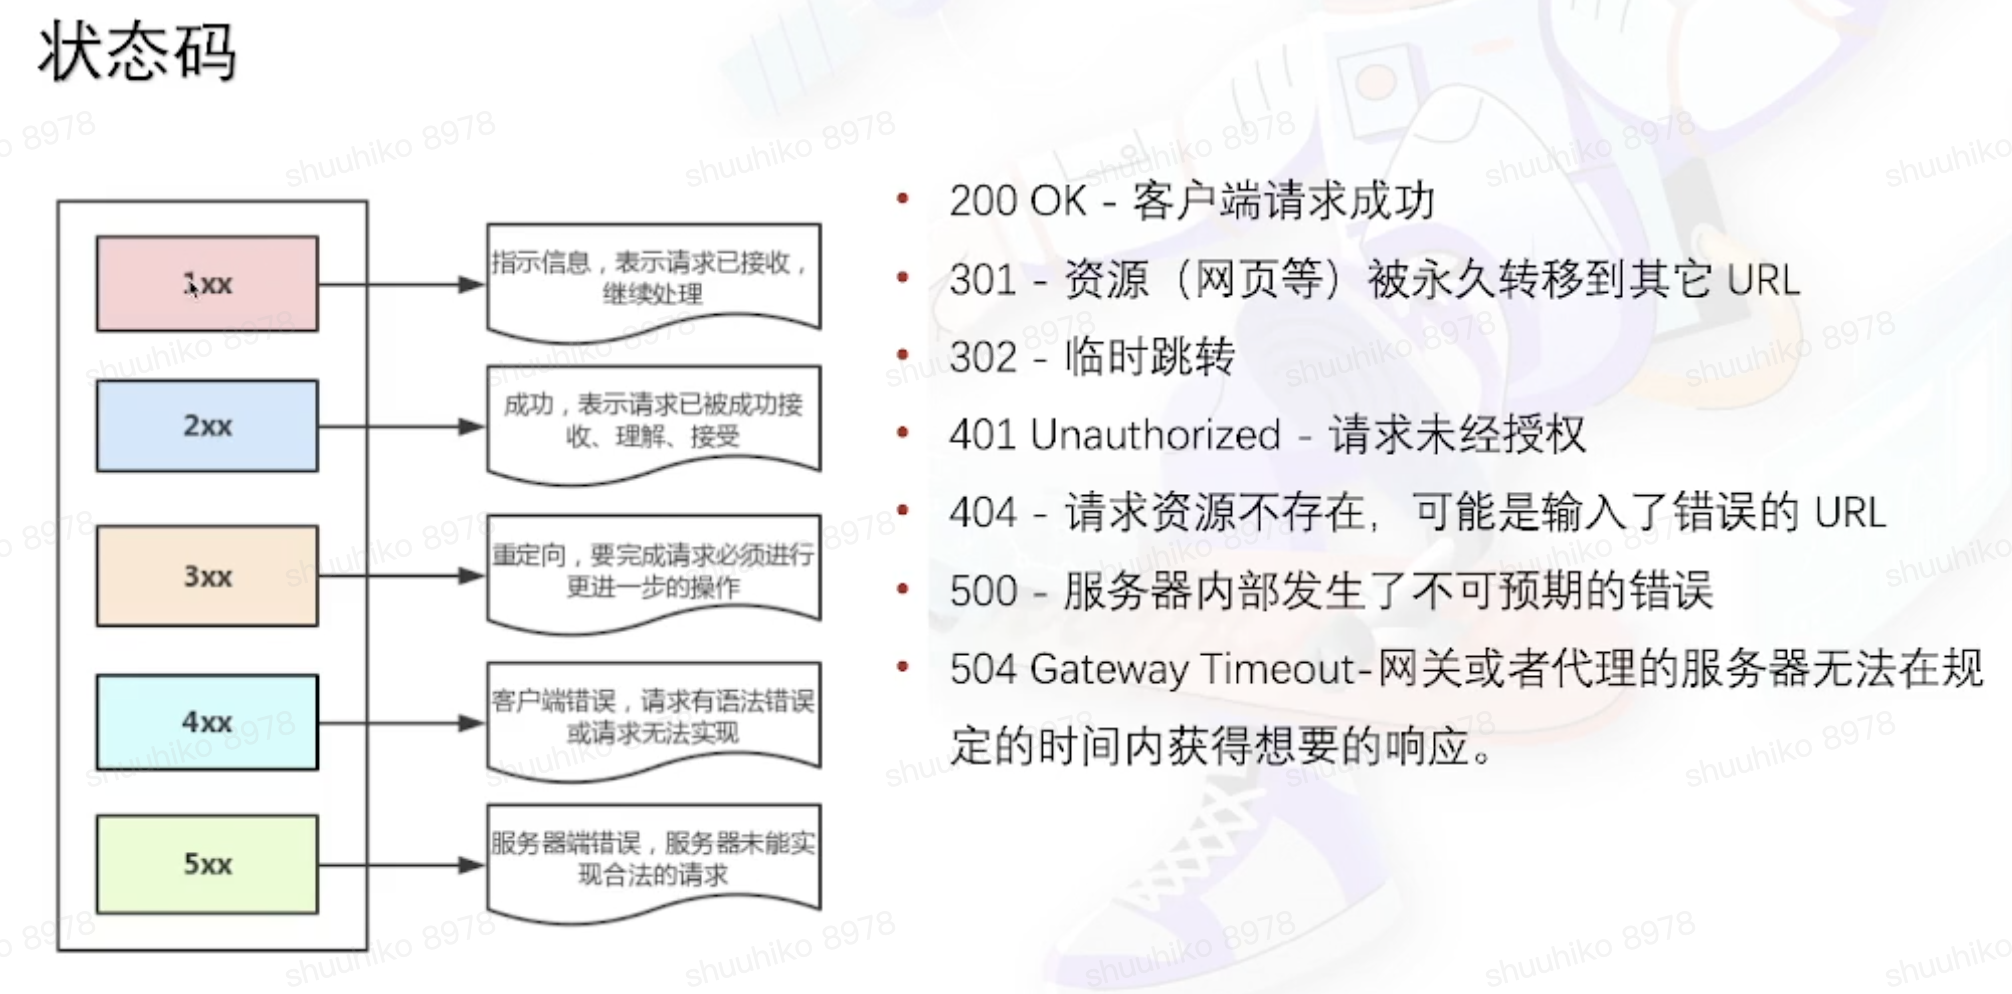 状态码
1xx
指示信息，表示请求已接收，
继续处理
2xx
成功，表示请求已被成功接
收、理解、接受
3xx
重定向，要完成请求必须进行
更进一步的操作
4xx
客户端错误，请求有语法错误
或请求无法实现
5xx
服务器端错误，服务器未能实
现合法的请求
• 200 OK - 客户端请求成功
• 301 - 资源（网页等）被永久转移到其它 URL
• 302 - 临时跳转
• 401 Unauthorized - 请求未经授权
• 404 - 请求资源不存在，可能是输入了错误的 URL
• 500 - 服务器内部发生了不可预期的错误
• 504 Gateway Timeout-网关或者代理的服务器无法在规
定的时间内获得想要的响应。
shuuhiko 8978